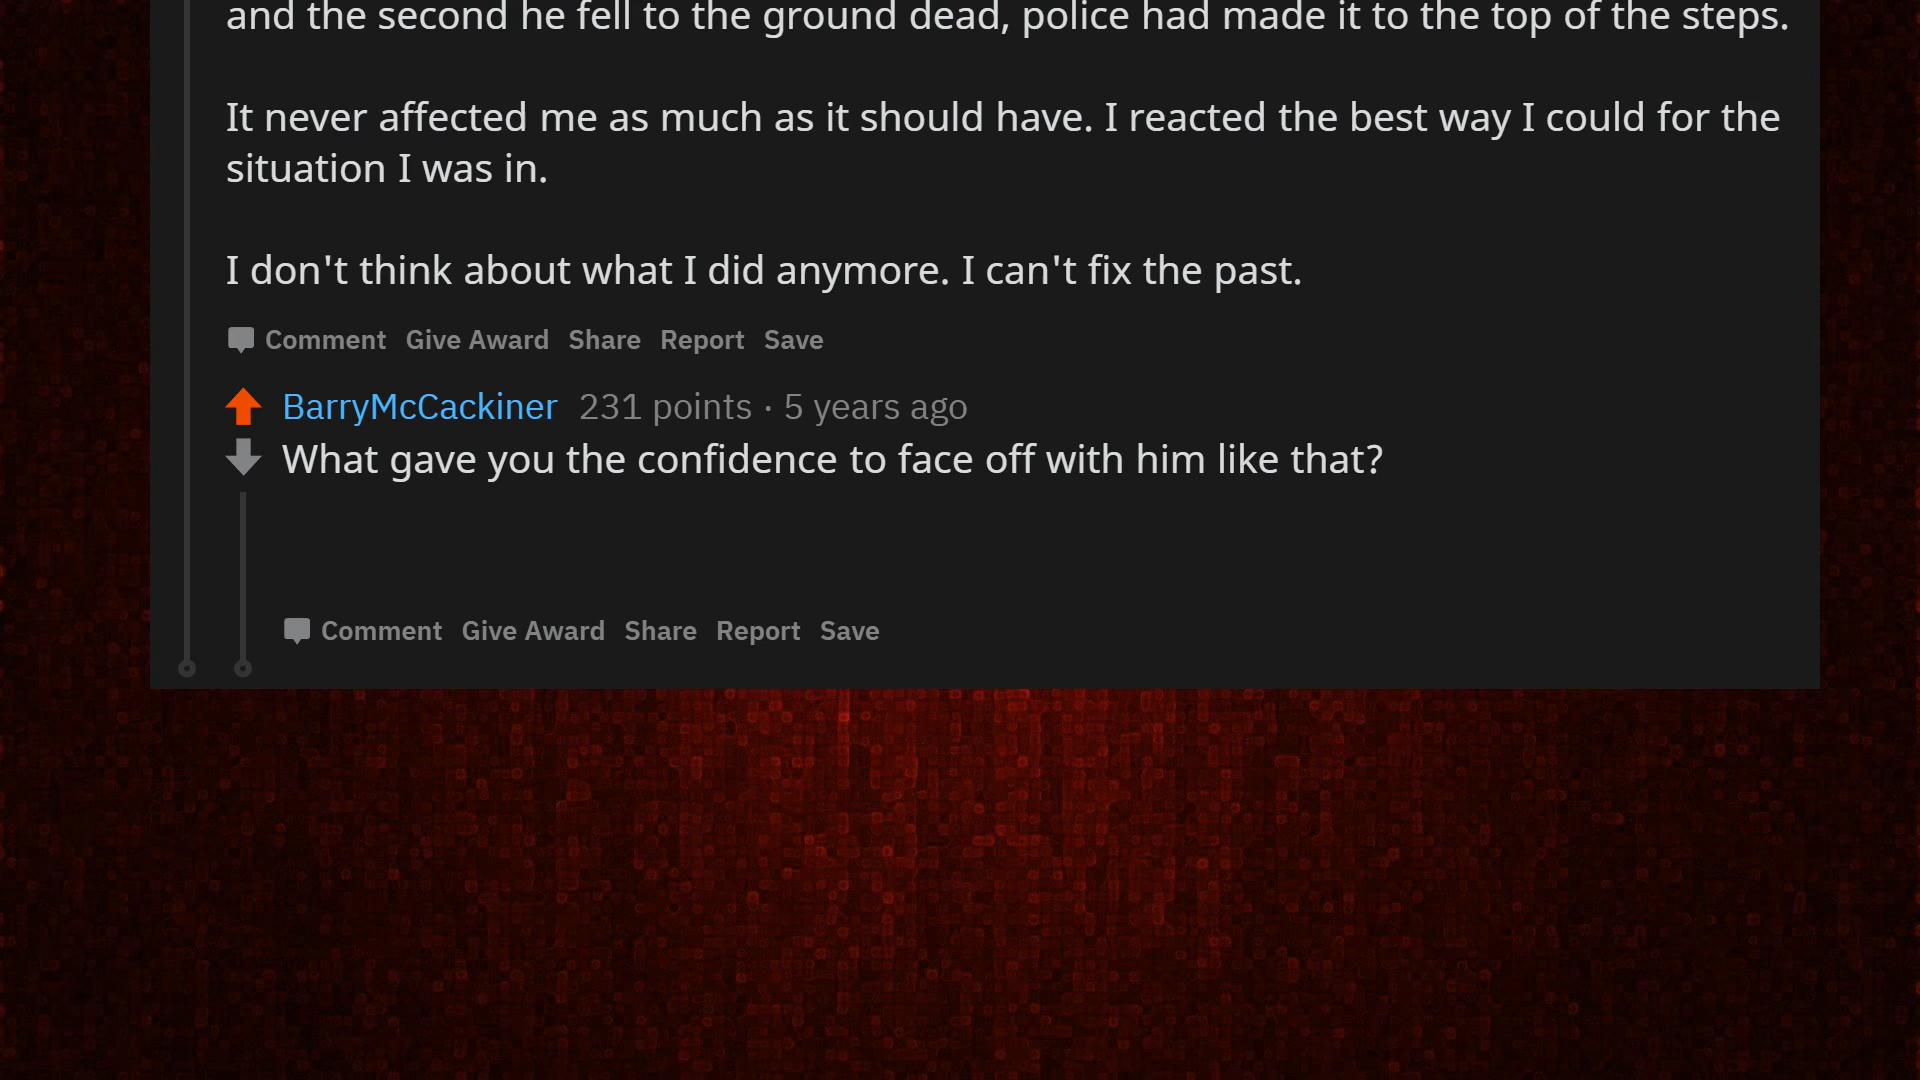 and the second he fell to the ground dead, police had made it to the top of the steps.
It never affected me as much as it should have. I reacted the best way I could for the
situation I was in.
I don't think about what I did anymore. I can't fix the past.
Comment Give Award Share Report Save
BarryMcCackiner 231 points · 5 years ago
What gave you the confidence to face off with him like that?
Comment Give Award Share Report Save